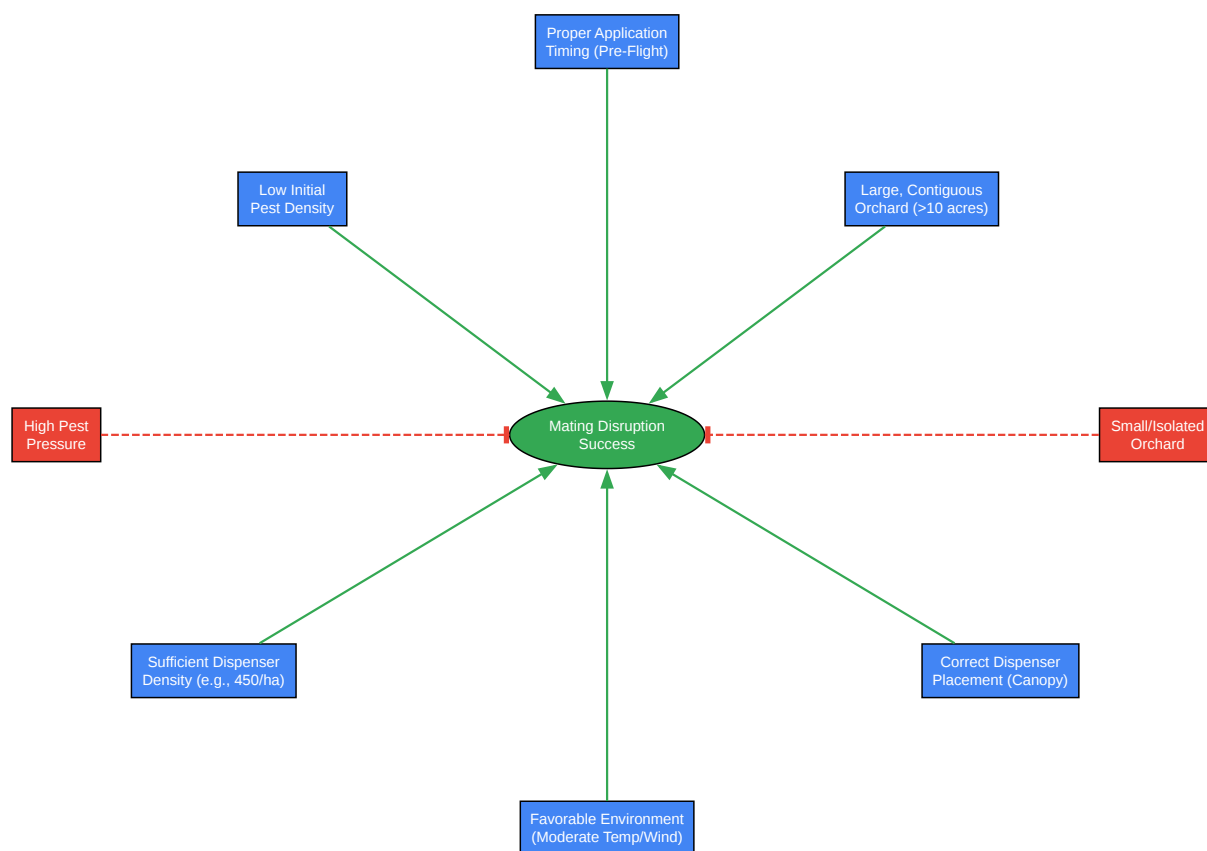 Proper Application
Timing (Pre-Flight)
Low Initial
Pest Density
Large, Contiguous
Orchard (>10 acres)
High Pest
Pressure
Mating Disruption
Success
Small/Isolated
Orchard
Sufficient Dispenser
Density (e.g., 450/ha)
Correct Dispenser
Placement (Canopy)
Favorable Environment
(Moderate Temp/Wind)